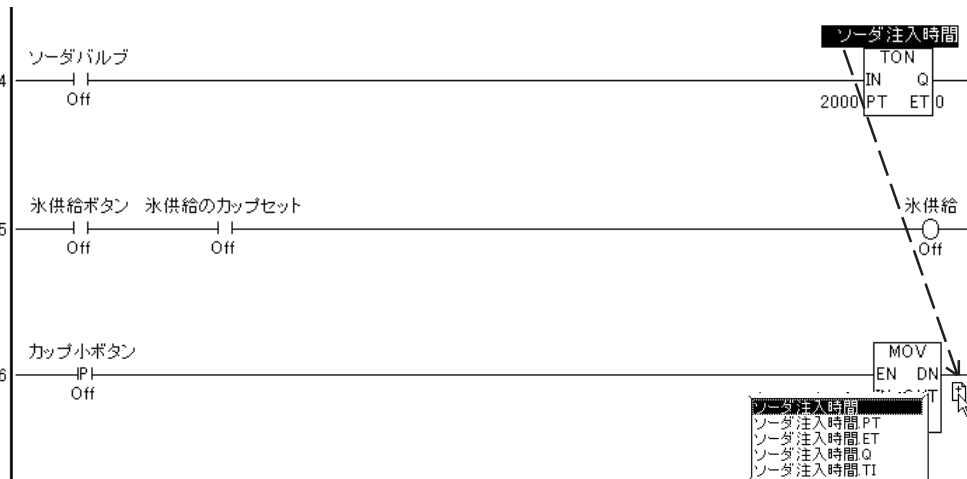 ソーダ注入時間
ソーダバルブ
TON
4
IN Q
Off
2000 PT ET 0
氷供給ボタン 氷供給のカップセット 氷供給
5
Off Off Off
カップ小ボタン
MOV
6
P
EN DN
Off
ソーダ注入時間
ソーダ注入時間.PT
ソーダ注入時間.ET
ソーダ注入時間.Q
ソーダ注入時間.TI